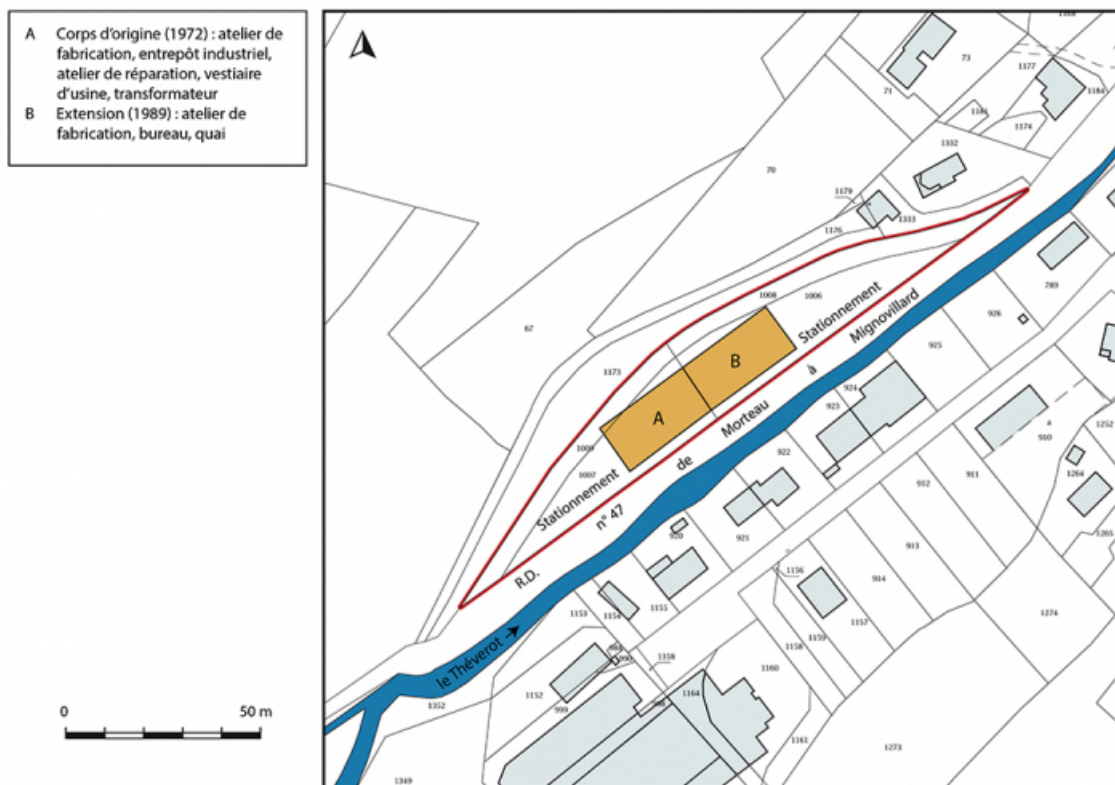 A Corps d'origine (1972) : atelier de
fabrication, entrepôt industriel,
atelier de réparation, vestiaire
d'usine, transformateur
B Extension (1989) : atelier de
fabrication, bureau, quai
0 50 m
73
1177
71
1184
1174
1332
70
1179
1333
1176
789
1008
1006
926
67
Stationnement
Mignovillard
925
à
1173
B
924
A
Morteau
923
1252
910
1009
de
922
1264
911
1007
Stationnement
912
n° 47
920
921
1265
913
R.D.
1156
914
1153
1154
1155
1157
1274
1159
le Théverot
1158
990
1358
1160
1152
1164
999
1352
1161
1273
1349